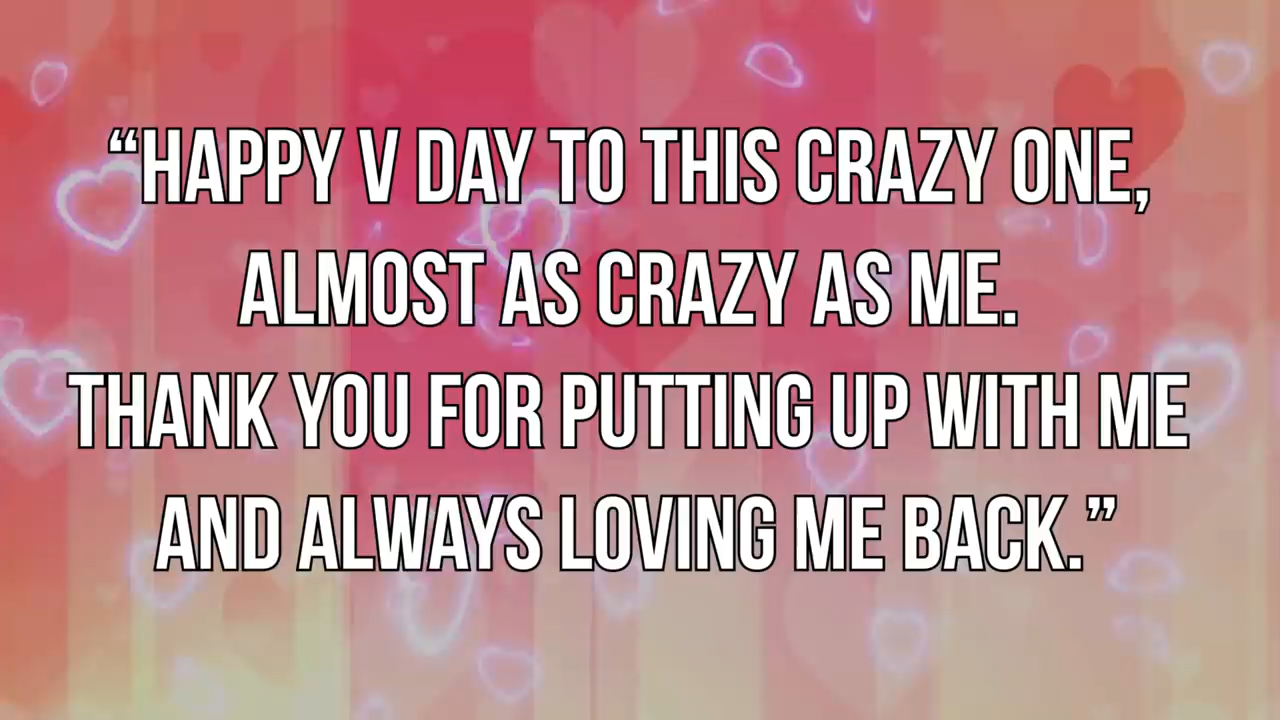 “HAPPY V DAY TO THIS CRAZY ONE,
ALMOST AS CRAZY AS ME.
THANK YOU FOR PUTTING UP WITH ME
AND ALWAYS LOVING ME BACK.”